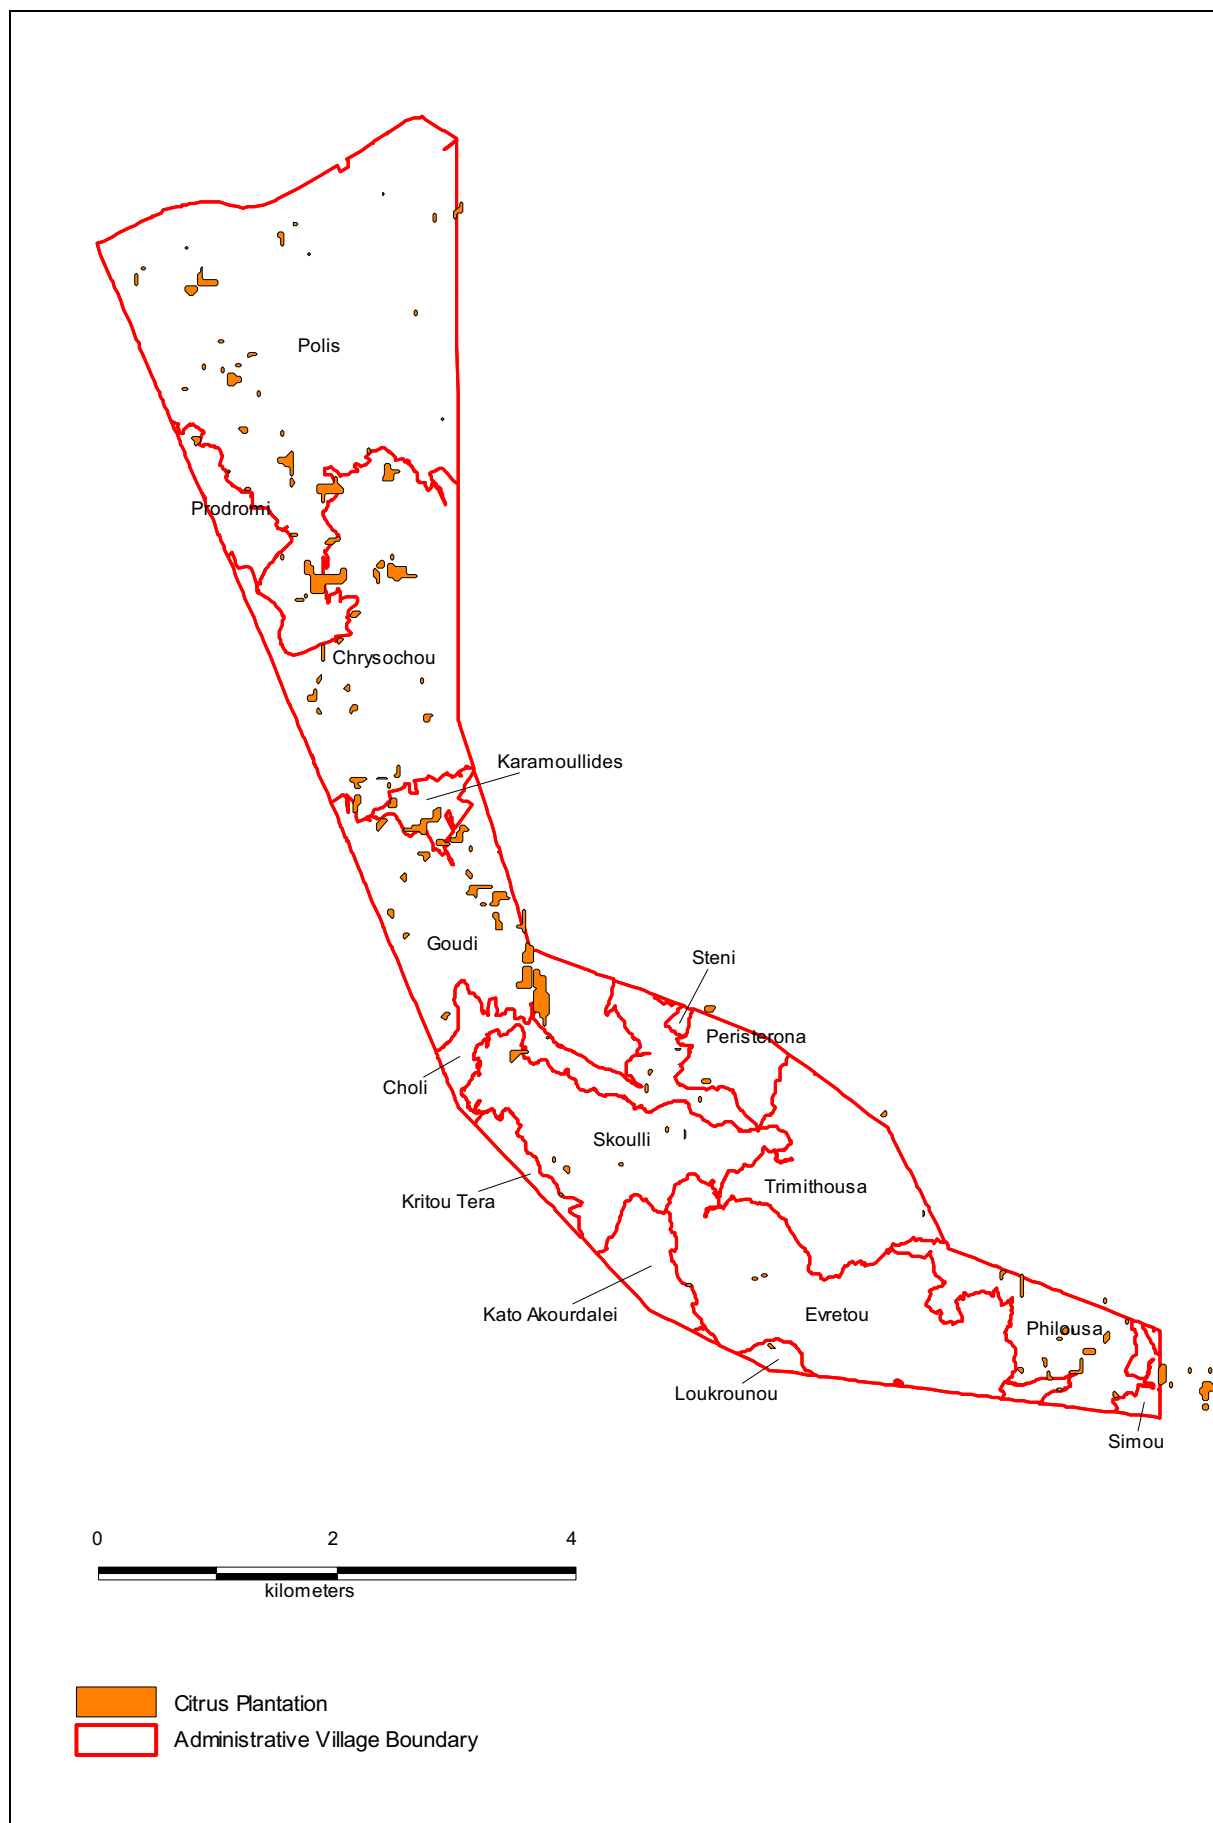 Polis
Prodromi
Chrysochou
Karamoullides
Goudi
Steni
Peristerona
Choli
Skoulli
Kritou Tera
Trimithousa
Kato Akourdalei
Evretou
Philousa
Loukrounou
Simou
0 2 4
kilometers
Citrus Plantation
Administrative Village Boundary